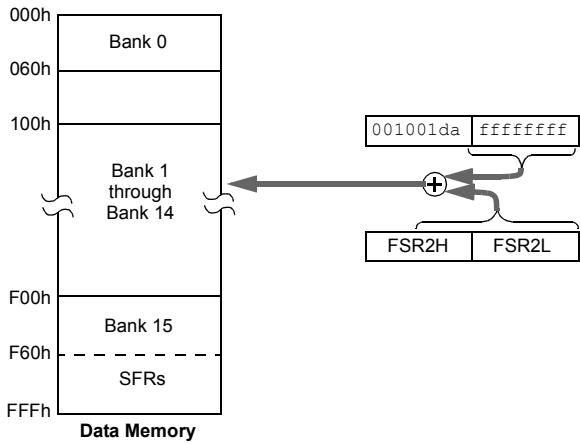 000h
Bank 0
060h
100h
001001da ffffffff
Bank 1
through
Bank 14
FSR2H FSR2L
F00h
Bank 15
F60h
SFRs
FFFh
Data Memory